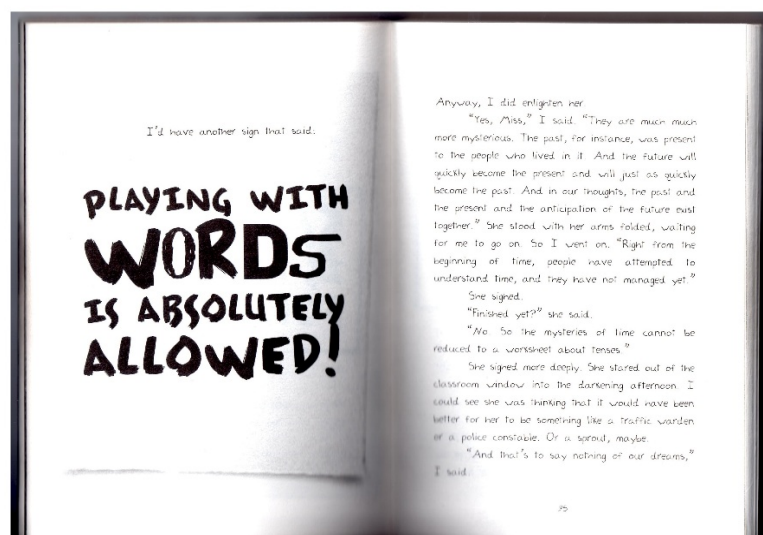 I'd have another sign that said:
PLAYING WITH
WORDS
IS ABSOLUTELY
ALLOWED!
Anyway, I did enlighten her.
"Yes, Miss," I said. "They are much much
more mysterious. The past, for instance, was present
to the people who lived in it. And the future will
quickly become the present and will just as quickly
become the past. And in our thoughts, the past and
the present and the anticipation of the future exist
together." She stood with her arms folded, waiting
for me to go on. So I went on. "Right from the
beginning of time, people have attempted to
understand time, and they have not managed yet."
She sighed.
"Finished yet?" she said.
"No. So the mysteries of time cannot be
reduced to a worksheet about tenses."
She sighed more deeply. She stared out of the
classroom window into the darkening afternoon. I
could see she was thinking that it would have been
better for her to be something like a traffic warden
or a police constable. Or a sprout, maybe.
"And that's to say nothing of our dreams,"
I said.